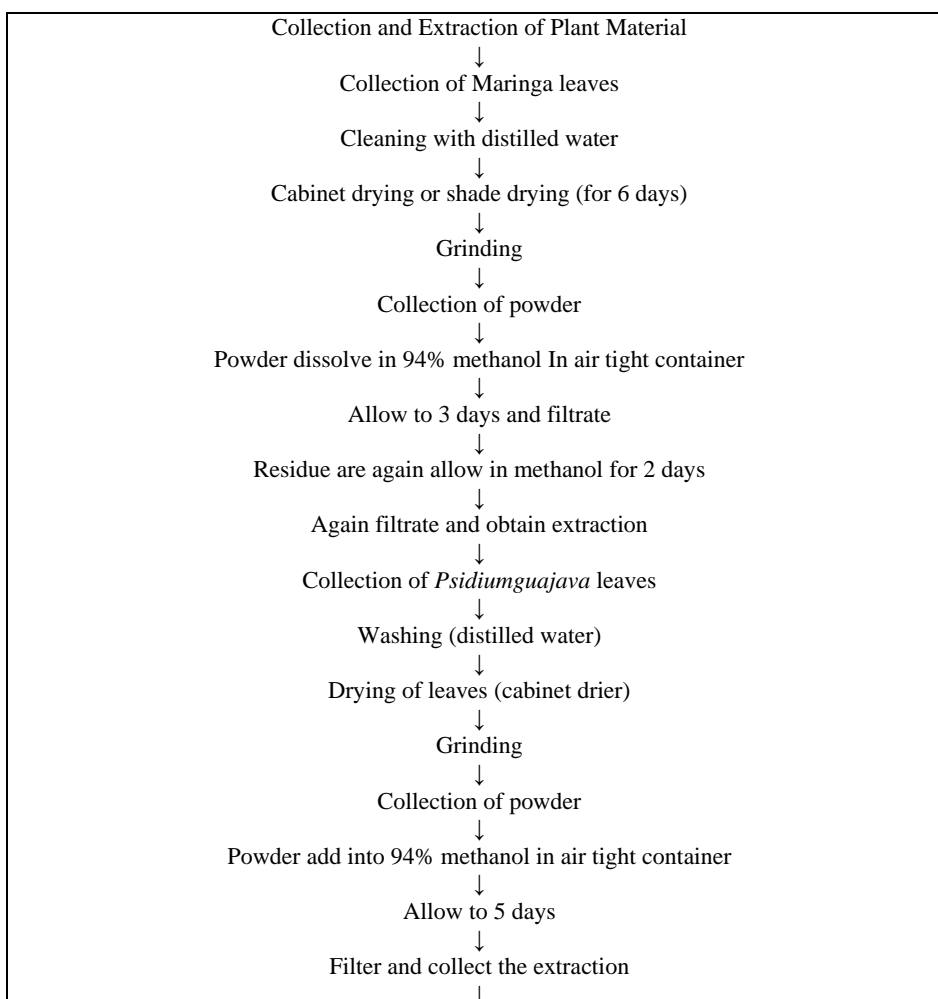 Collection and Extraction of Plant Material
↓
Collection of Maringa leaves
↓
Cleaning with distilled water
↓
Cabinet drying or shade drying (for 6 days)
↓
Grinding
↓
Collection of powder
↓
Powder dissolve in 94% methanol In air tight container
↓
Allow to 3 days and filtrate
↓
Residue are again allow in methanol for 2 days
↓
Again filtrate and obtain extraction
↓
Collection of Psidiumguajava leaves
↓
Washing (distilled water)
↓
Drying of leaves (cabinet drier)
↓
Grinding
↓
Collection of powder
↓
Powder add into 94% methanol in air tight container
↓
Allow to 5 days
↓
Filter and collect the extraction